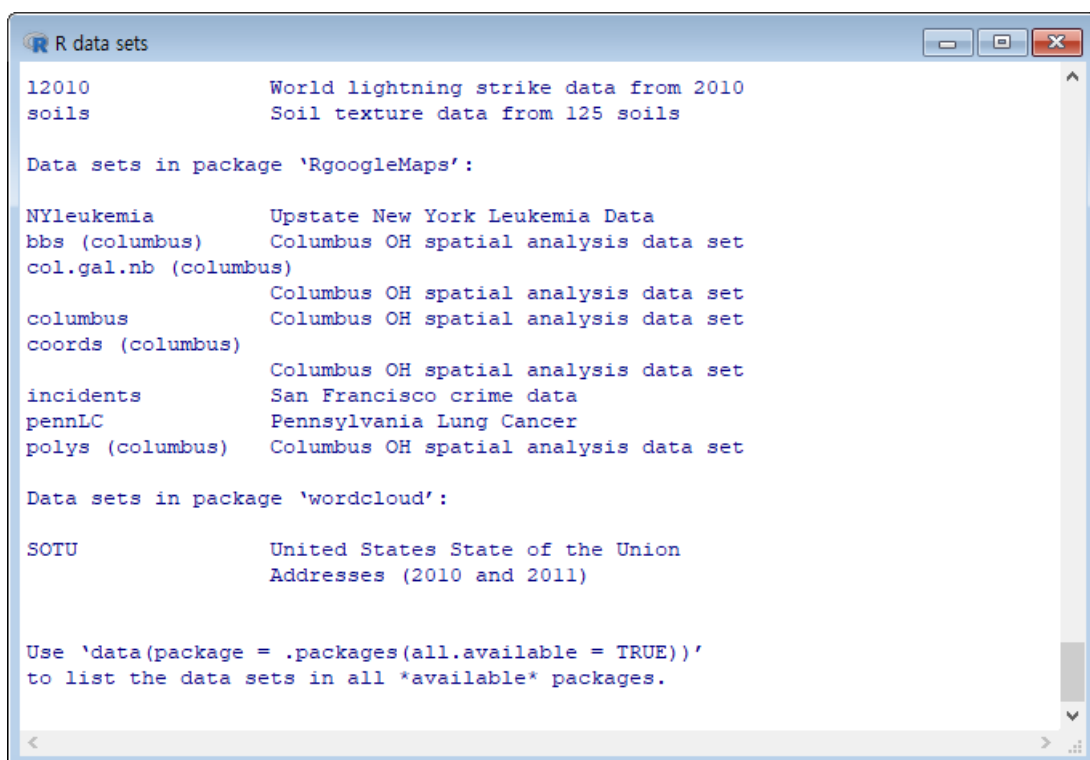 R data sets
l2010 World lightning strike data from 2010
soils Soil texture data from 125 soils
Data sets in package ‘RgoogleMaps’:
NYleukemia Upstate New York Leukemia Data
bbs (columbus) Columbus OH spatial analysis data set
col.gal.nb (columbus)
Columbus OH spatial analysis data set
columbus Columbus OH spatial analysis data set
coords (columbus)
Columbus OH spatial analysis data set
incidents San Francisco crime data
pennLC Pennsylvania Lung Cancer
polys (columbus) Columbus OH spatial analysis data set
Data sets in package ‘wordcloud’:
SOTU United States State of the Union
Addresses (2010 and 2011)
Use ‘data(package = .packages(all.available = TRUE))’
to list the data sets in all *available* packages.